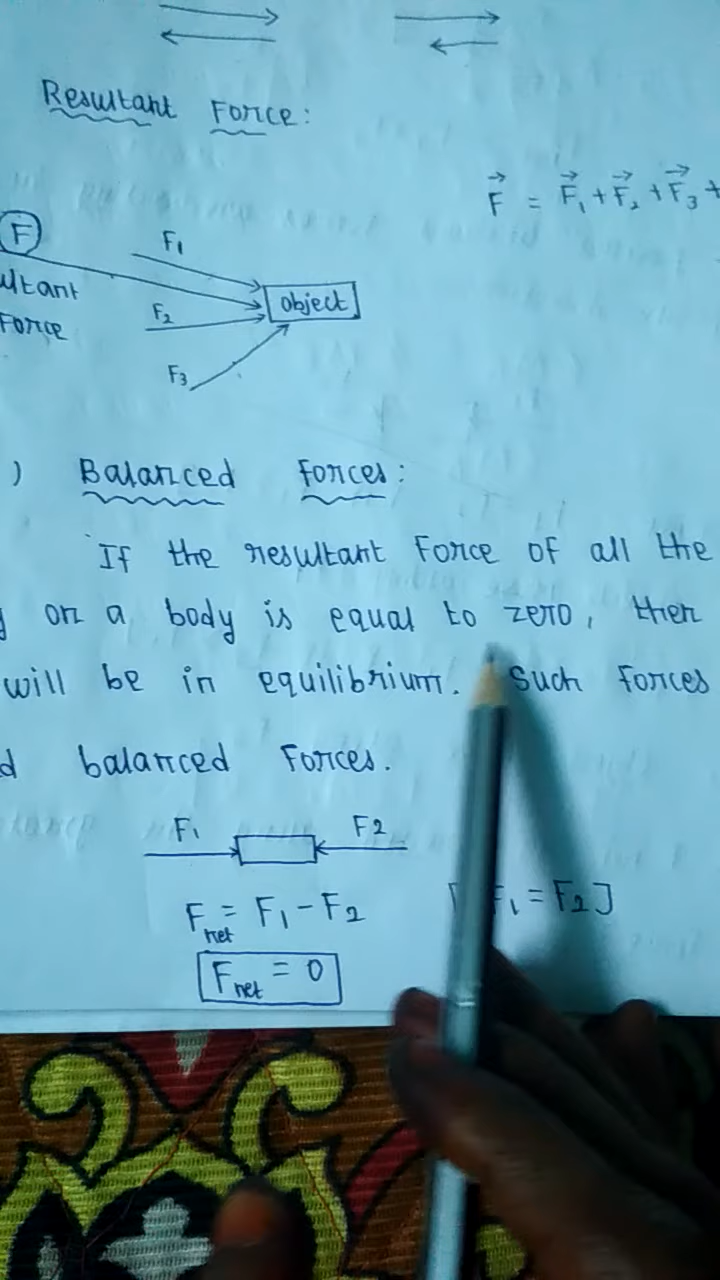 Resultant Force:
F⃗ = F⃗₁ + F⃗₂ + F⃗₃ +
F
F₁
ultant
object
Force
F₂
F₃
) Balanced Forces:
If the resultant Force of all the
on a body is equal to zero, then
will be in equilibrium. Such Forces
d balanced Forces.
F₁ F2
Fnet = F₁ - F₂ [F₁ = F₂]
Fnet = 0